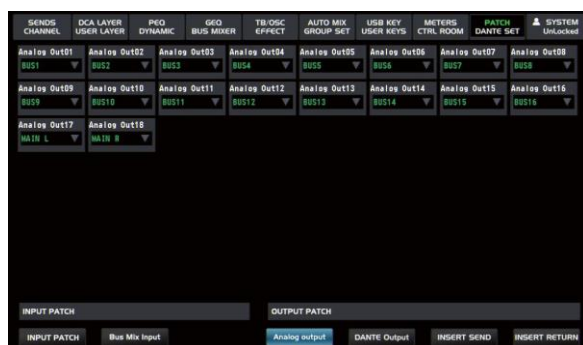 SENDS DCA LAYER PEQ GEQ TB/OSC AUTO MIX USB KEY METERS PATCH SYSTEM
CHANNEL USER LAYER DYNAMIC BUS MIXER EFFECT GROUP SET USER KEYS CTRL ROOM DANTE SET UnLocked
Analog Out01 Analog Out02 Analog Out03 Analog Out04 Analog Out05 Analog Out06 Analog Out07 Analog Out08
BUS1 BUS2 BUS3 BUS4 BUS5 BUS6 BUS7 BUS8
Analog Out09 Analog Out10 Analog Out11 Analog Out12 Analog Out13 Analog Out14 Analog Out15 Analog Out16
BUS9 BUS10 BUS11 BUS12 BUS13 BUS14 BUS15 BUS16
Analog Out17 Analog Out18
MAIN L MAIN R
INPUT PATCH OUTPUT PATCH
INPUT PATCH Bus Mix Input Analog output DANTE Output INSERT SEND INSERT RETURN